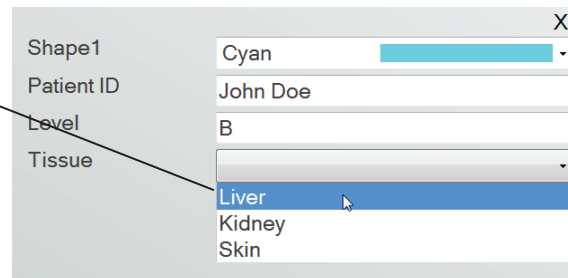 X
Shape1 Cyan
Patient ID John Doe
Level B
Tissue
Liver
Kidney
Skin